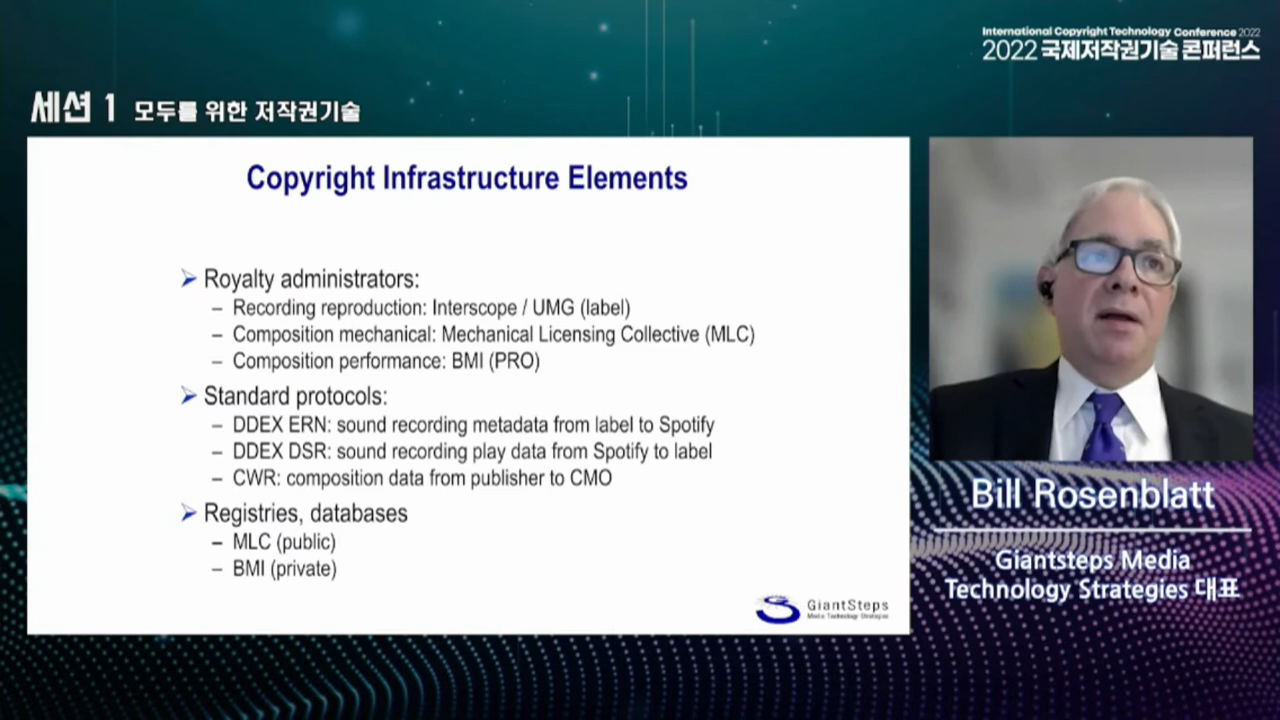 International Copyright Technology Conference 2022
2022 국제저작권기술 콘퍼런스
세션 1 모두를 위한 저작권기술
Copyright Infrastructure Elements
➢ Royalty administrators:
– Recording reproduction: Interscope / UMG (label)
– Composition mechanical: Mechanical Licensing Collective (MLC)
– Composition performance: BMI (PRO)
➢ Standard protocols:
– DDEX ERN: sound recording metadata from label to Spotify
– DDEX DSR: sound recording play data from Spotify to label
– CWR: composition data from publisher to CMO
➢ Registries, databases
– MLC (public)
– BMI (private)
GiantSteps
Media Technology Strategies
Bill Rosenblatt
Giantsteps Media
Technology Strategies 대표